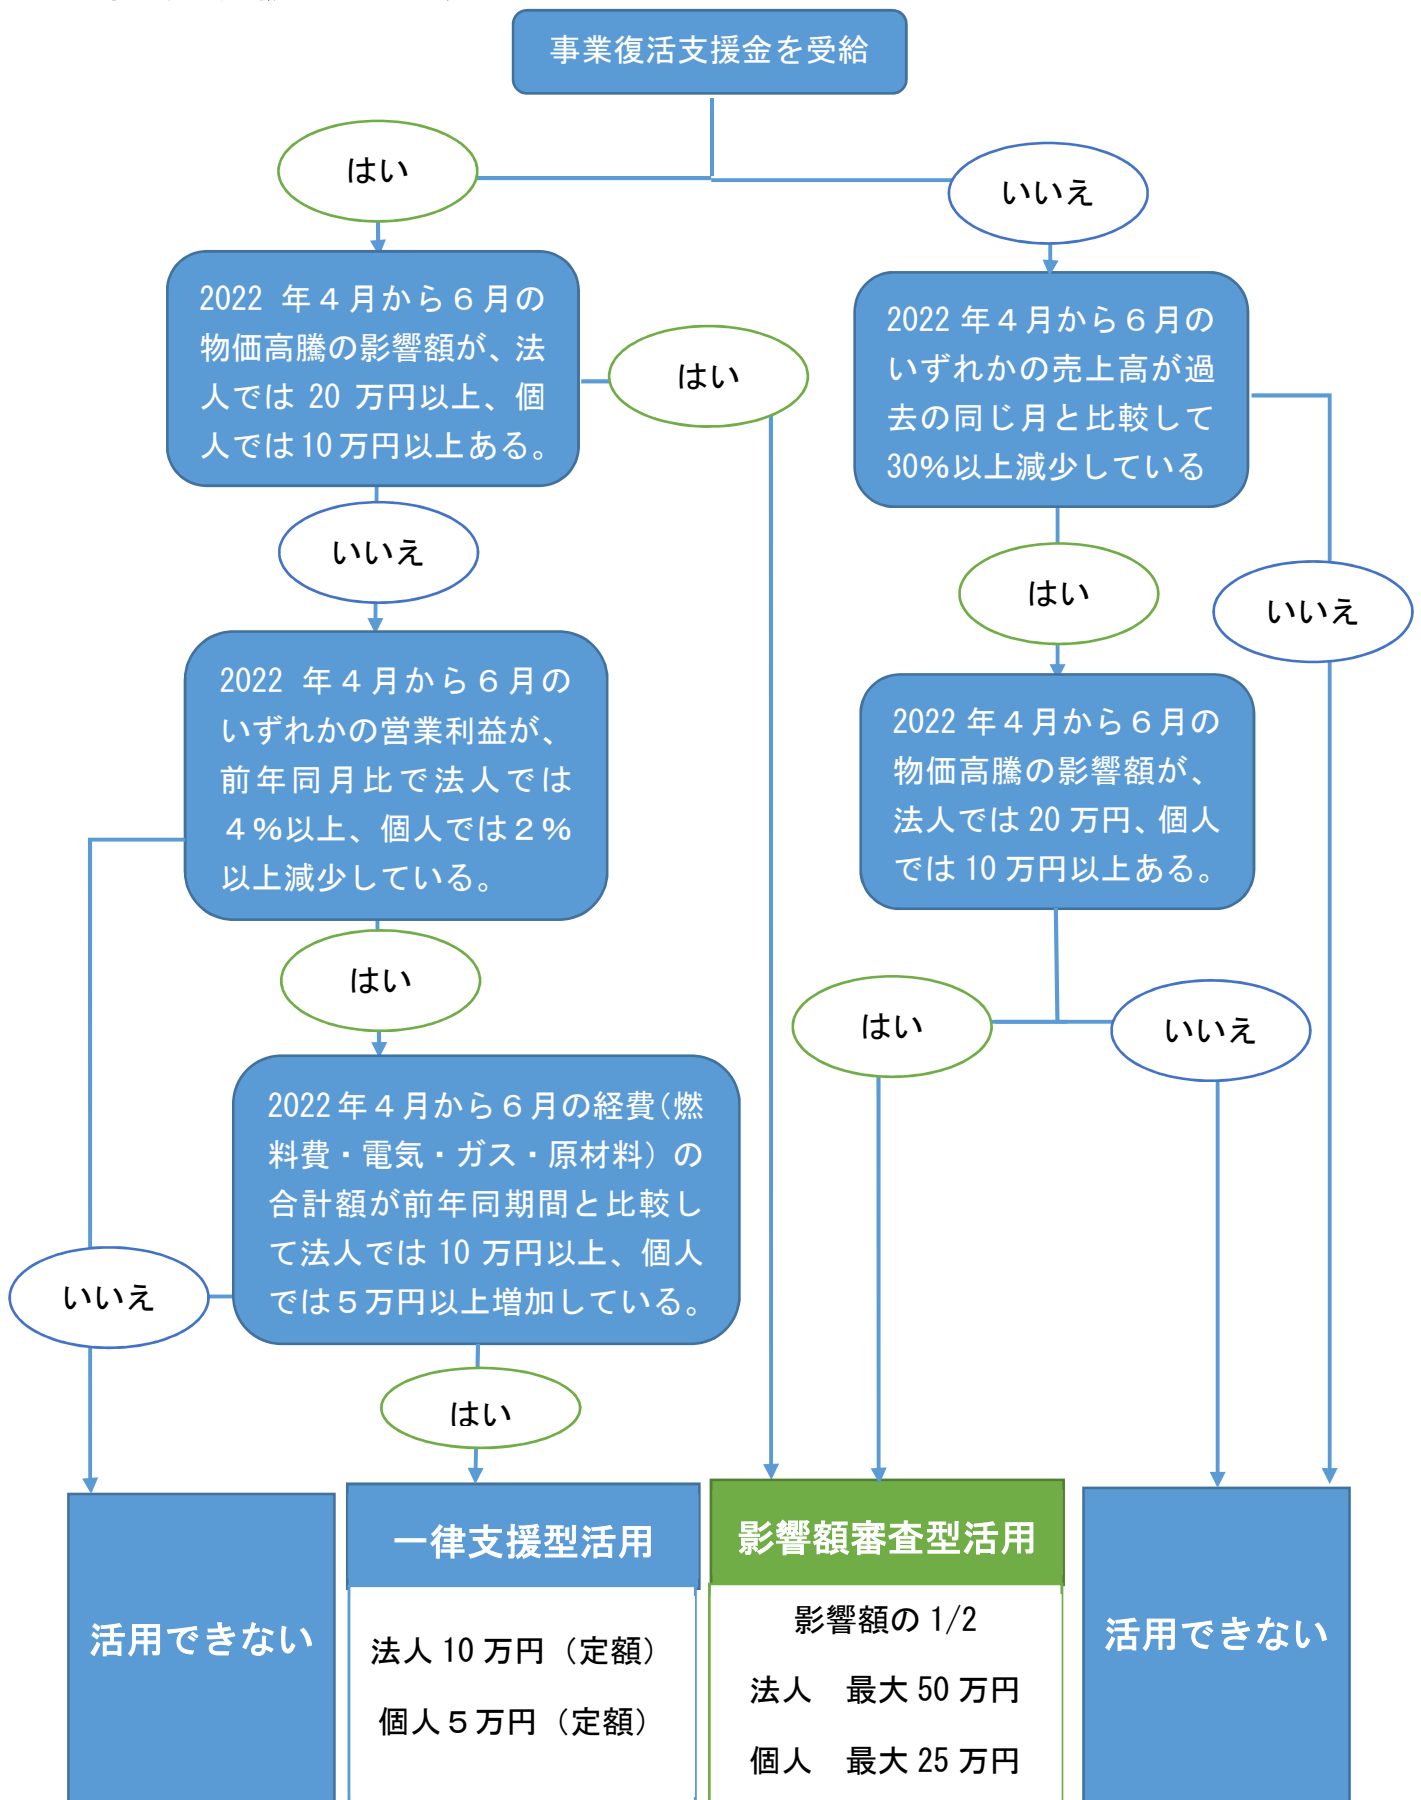 事業復活支援金を受給
はい
いいえ
2022 年４月から６月の
物価高騰の影響額が、法
人では 20 万円以上、個
人では10万円以上ある。
はい
2022 年４月から６月の
いずれかの売上高が過
去の同じ月と比較して
30%以上減少している
いいえ
はい
いいえ
2022 年４月から６月の
いずれかの営業利益が、
前年同月比で法人では
４%以上、個人では２%
以上減少している。
2022 年４月から６月の
物価高騰の影響額が、
法人では 20 万円、個人
では 10 万円以上ある。
はい
はい
いいえ
2022年４月から６月の経費（燃
料費・電気・ガス・原材料）の
合計額が前年同期間と比較し
て法人では 10 万円以上、個人
では５万円以上増加している。
いいえ
はい
活用できない
一律支援型活用
法人 10 万円（定額）
個人５万円（定額）
影響額審査型活用
影響額の 1/2
法人　最大 50 万円
個人　最大 25 万円
活用できない